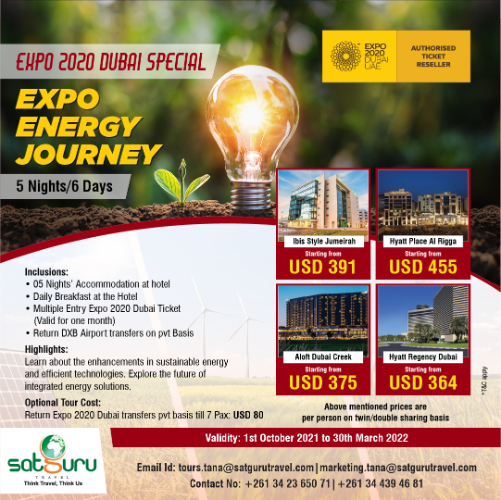 EXPO 2020 DUBAI SPECIAL
EXPO
2020
DUBAI
UAE
AUTHORISED
TICKET
RESELLER
EXPO
ENERGY
JOURNEY
5 Nights/6 Days
Ibis Style Jumeirah
Starting from
USD 391
Hyatt Place Al Rigga
Starting from
USD 455
Inclusions:
• 05 Nights' Accommodation at hotel
• Daily Breakfast at the Hotel
• Multiple Entry Expo 2020 Dubai Ticket
(Valid for one month)
• Return DXB Airport transfers on pvt Basis
Highlights:
Learn about the enhancements in sustainable energy
and efficient technologies. Explore the future of
integrated energy solutions.
Optional Tour Cost:
Return Expo 2020 Dubai transfers pvt basis till 7 Pax: USD 80
Aloft Dubai Creek
Starting from
USD 375
Hyatt Regency Dubai
Starting from
USD 364
*T&C apply
Above mentioned prices are
per person on twin/double sharing basis
Validity: 1st October 2021 to 30th March 2022
satguru
TRAVEL
Think Travel, Think Us
Email Id: tours.tana@satgurutravel.com|marketing.tana@satgurutravel.com
Contact No: +261 34 23 650 71| +261 34 439 46 81